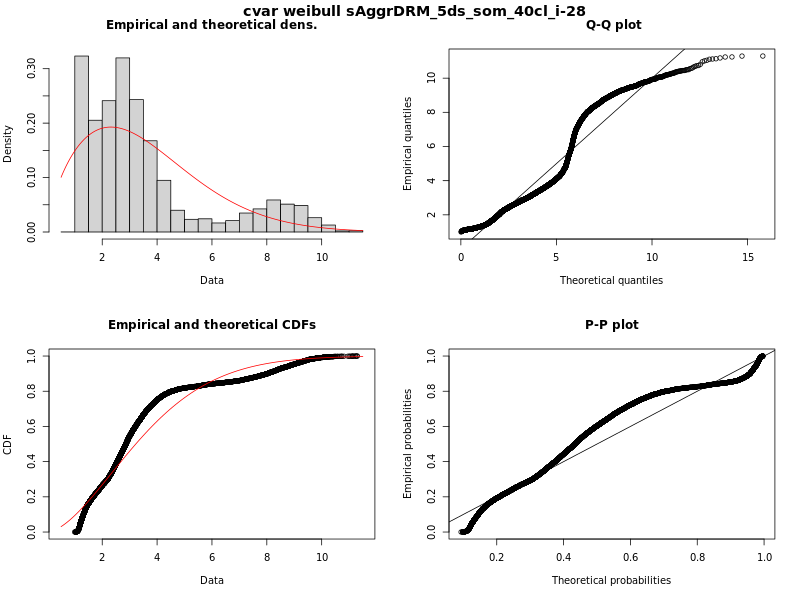 cvar weibull sAggrDRM_5ds_som_40cl_i-28
Empirical and theoretical dens.
Density
0.00 0.10 0.20 0.30
2 4 6 8 10
Data
Q-Q plot
Empirical quantiles
2 4 6 8 10
0 5 10 15
Theoretical quantiles
Empirical and theoretical CDFs
CDF
0.0 0.2 0.4 0.6 0.8 1.0
2 4 6 8 10
Data
P-P plot
Empirical probabilities
0.0 0.2 0.4 0.6 0.8 1.0
0.2 0.4 0.6 0.8 1.0
Theoretical probabilities